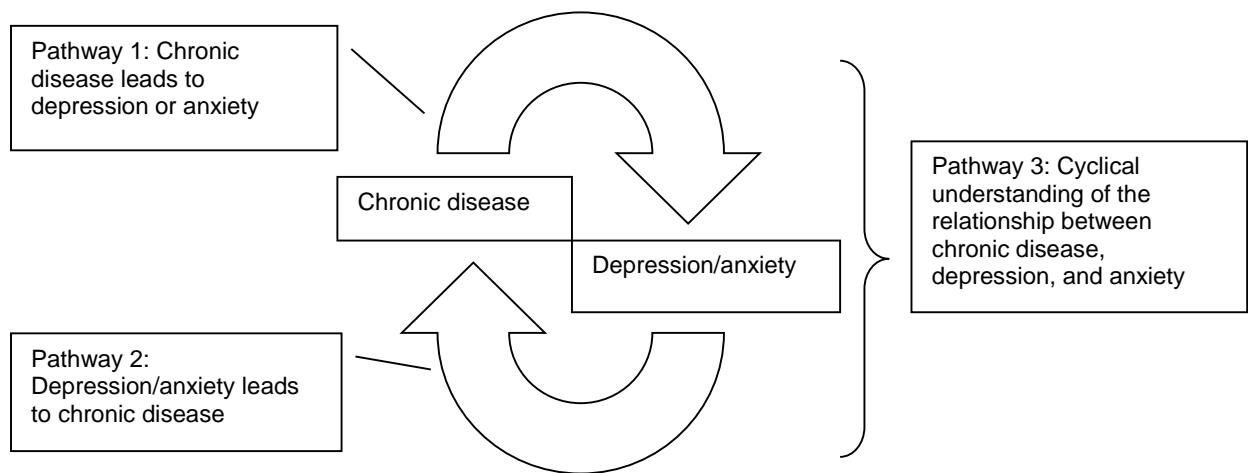 Pathway 1: Chronic
disease leads to
depression or anxiety
Chronic disease
Depression/anxiety
Pathway 2:
Depression/anxiety leads
to chronic disease
Pathway 3: Cyclical
understanding of the
relationship between
chronic disease,
depression, and anxiety